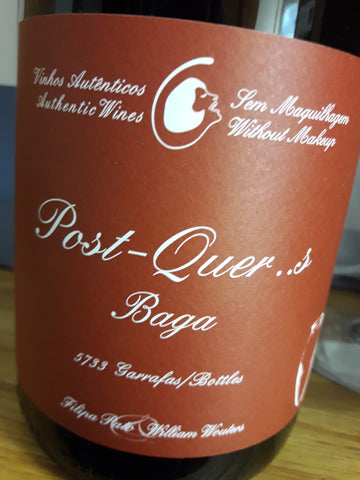 Vinhos Autênticos
Authentic Wines
Sem Maquilhagem
Without Makeup
Post-Quer..s
Baga
5733 Garrafas/Bottles
Filipa Pato & William Wouters